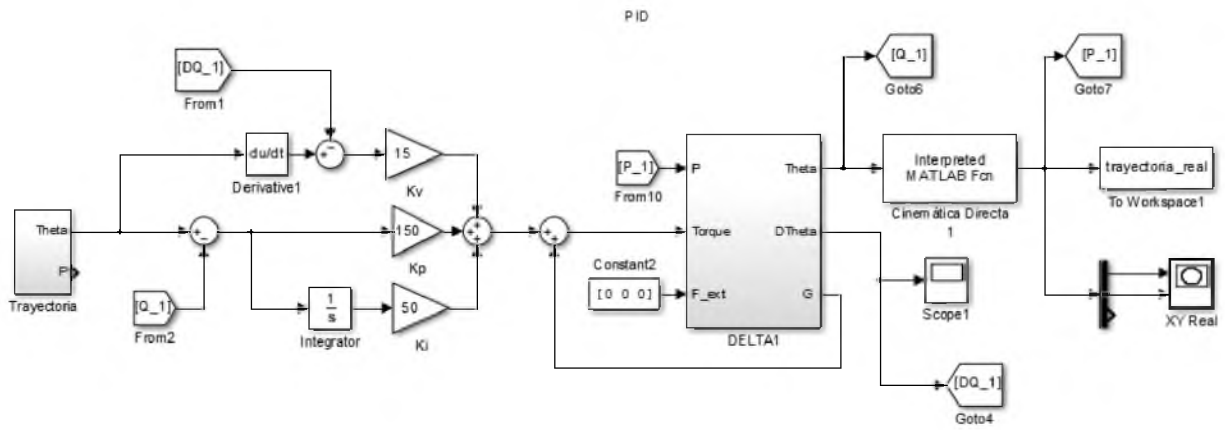 PID
[DQ_1]
From1
[Q_1]
Goto6
[P_1]
Goto7
du/dt
Derivative1
+
-
15
Kv
[P_1]
From10
P
Theta
Interpreted
MATLAB Fcn
Cinemática Directa
1
trayectoria_real
To Workspace1
Theta
P
Trayectoria
+
-
150
Kp
+
+
+
+
+
Torque
DTheta
Constant2
[0 0 0]
F_ext
G
DELTA1
Scope1
XY Real
[Q_1]
From2
1
s
Integrator
50
Ki
[DQ_1]
Goto4